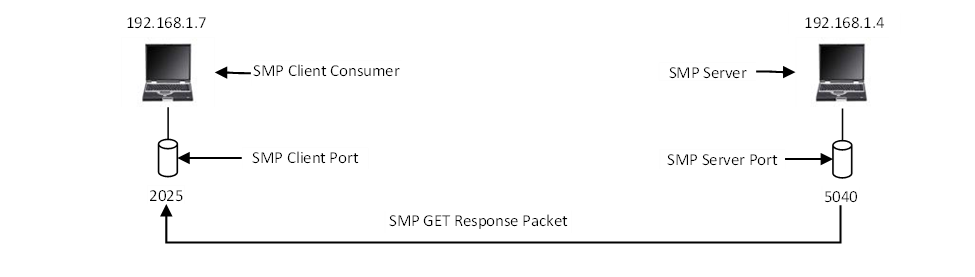 192.168.1.7
192.168.1.4
SMP Client Consumer
SMP Server
SMP Client Port
SMP Server Port
2025
5040
SMP GET Response Packet